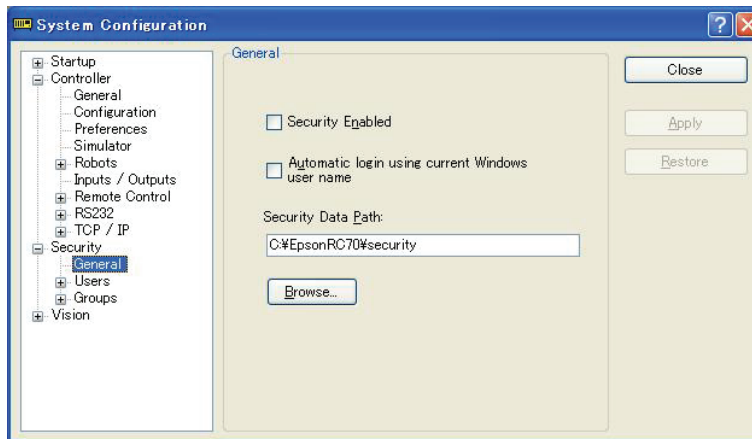 System Configuration
Startup
Controller
General
Configuration
Preferences
Simulator
Robots
Inputs / Outputs
Remote Control
RS232
TCP / IP
Security
General
Users
Groups
Vision
General
Security Enabled
Automatic login using current Windows
user name
Security Data Path:
C:¥EpsonRC70¥security
Browse...
Close
Apply
Restore